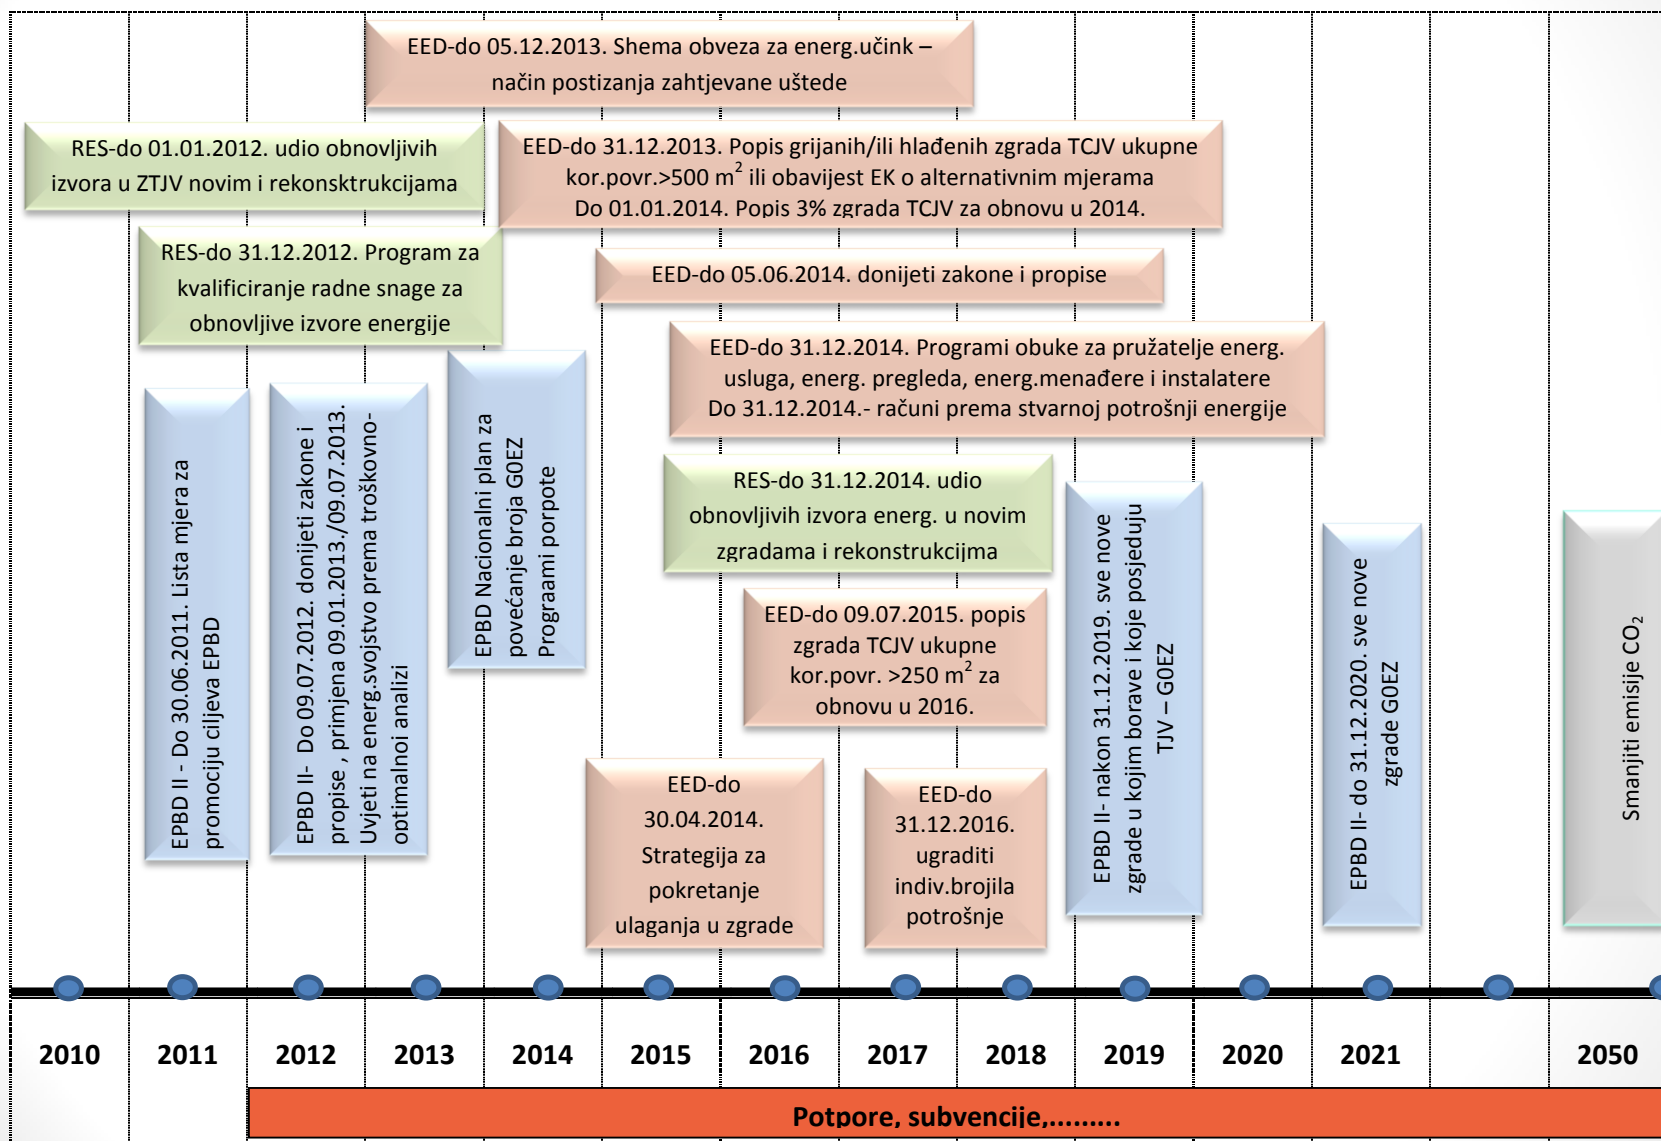 EED-do 05.12.2013. Shema obveza za energ.učink –
način postizanja zahtjevane uštede
RES-do 01.01.2012. udio obnovljivih
izvora u ZTJV novim i rekonsktrukcijama
EED-do 31.12.2013. Popis grijanih/ili hlađenih zgrada TCJV ukupne
kor.povr.>500 m² ili obavijest EK o alternativnim mjerama
Do 01.01.2014. Popis 3% zgrada TCJV za obnovu u 2014.
RES-do 31.12.2012. Program za
kvalificiranje radne snage za
obnovljive izvore energije
EED-do 05.06.2014. donijeti zakone i propise
EED-do 31.12.2014. Programi obuke za pružatelje energ.
usluga, energ. pregleda, energ.menađere i instalatere
Do 31.12.2014.- računi prema stvarnoj potrošnji energije
EPBD II - Do 30.06.2011. Lista mjera za
promociju ciljeva EPBD
EPBD II- Do 09.07.2012. donijeti zakone i
propise , primjena 09.01.2013./09.07.2013.
Uvjeti na energ.svojstvo prema troškovno-
optimalnoj analizi
EPBD Nacionalni plan za
povećanje broja G0EZ
Programi porpote
RES-do 31.12.2014. udio
obnovljivih izvora energ. u novim
zgradama i rekonstrukcijma
EED-do 09.07.2015. popis
zgrada TCJV ukupne
kor.povr. >250 m² za
obnovu u 2016.
EED-do
30.04.2014.
Strategija za
pokretanje
ulaganja u zgrade
EED-do
31.12.2016.
ugraditi
indiv.brojila
potrošnje
EPBD II- nakon 31.12.2019. sve nove
zgrade u kojim borave i koje posjeduju
TJV – G0EZ
EPBD II- do 31.12.2020. sve nove
zgrade G0EZ
Smanjiti emisije CO₂
2010 2011 2012 2013 2014 2015 2016 2017 2018 2019 2020 2021 2050
Potpore, subvencije,.........